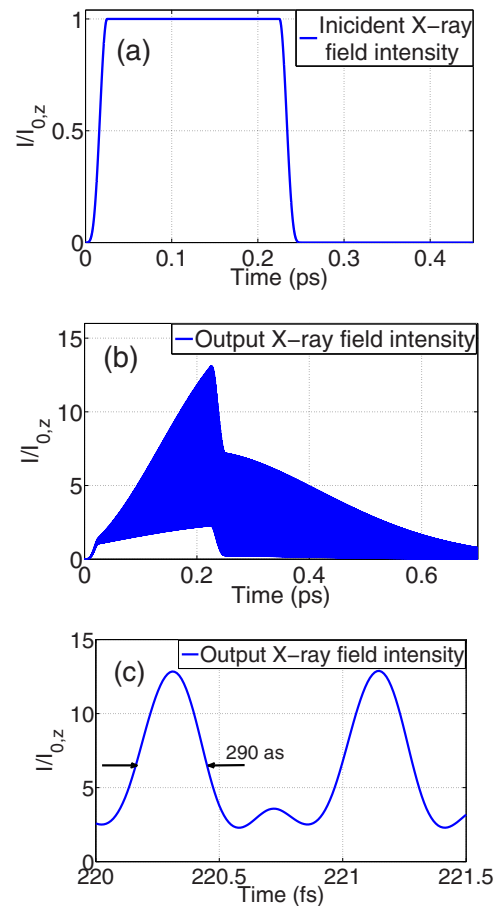 (a)
Inicident X-ray
field intensity
I/I0,z
1
0.5
0
0 0.1 0.2 0.3 0.4
Time (ps)
(b)
Output X-ray field intensity
I/I0,z
15
10
5
0
0 0.2 0.4 0.6
Time (ps)
(c)
Output X-ray field intensity
I/I0,z
15
10
5
0
290 as
220 220.5 221 221.5
Time (fs)